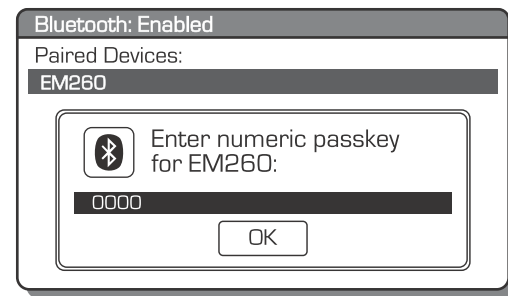 Bluetooth: Enabled
Paired Devices:
EM260
Enter numeric passkey
for EM260:
0000
OK